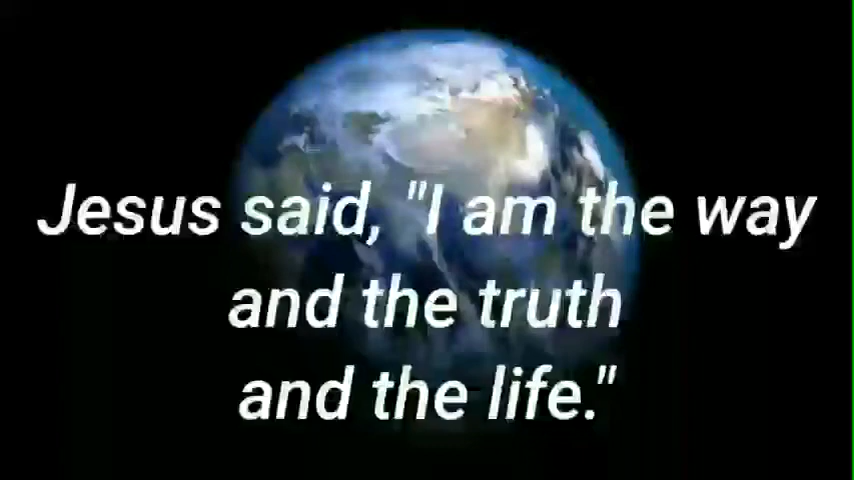 Jesus said, "I am the way
and the truth
and the life."